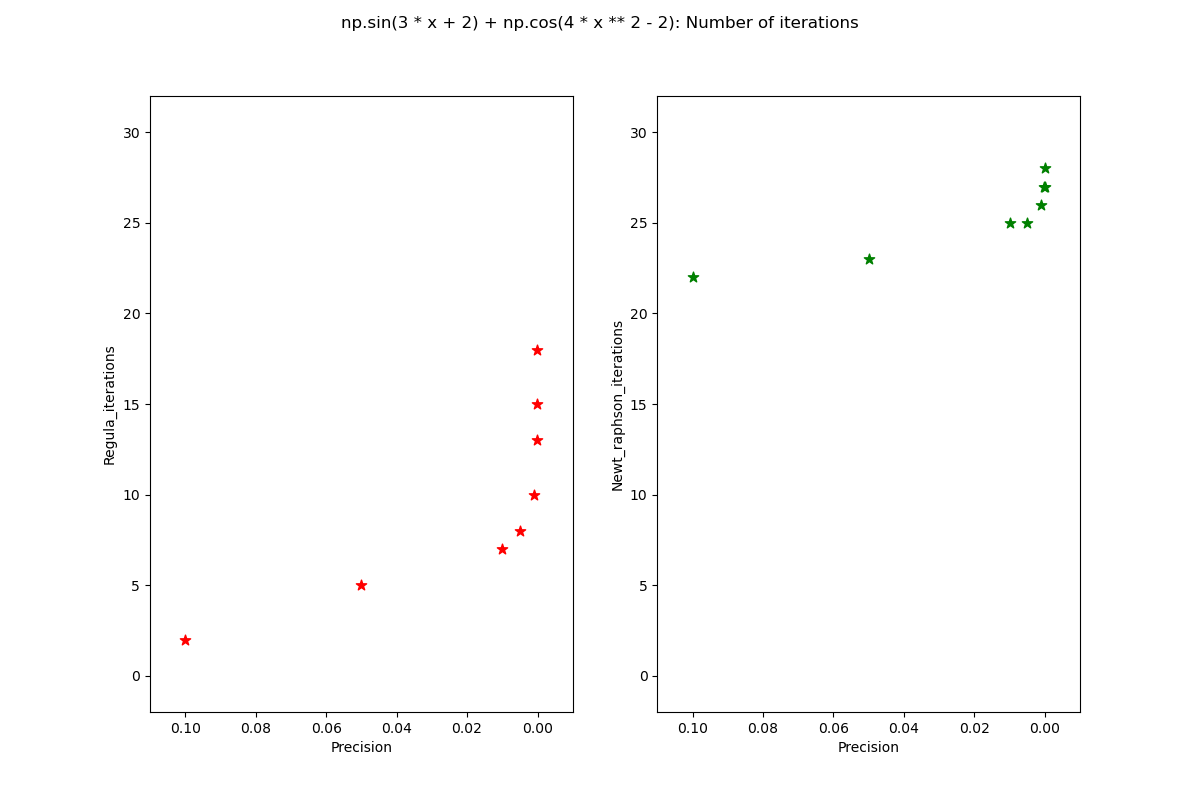 np.sin(3 * x + 2) + np.cos(4 * x ** 2 - 2): Number of iterations
30
25
20
15
10
5
0
Regula_iterations
0.10 0.08 0.06 0.04 0.02 0.00
Precision
30
25
20
15
10
5
0
Newt_raphson_iterations
0.10 0.08 0.06 0.04 0.02 0.00
Precision